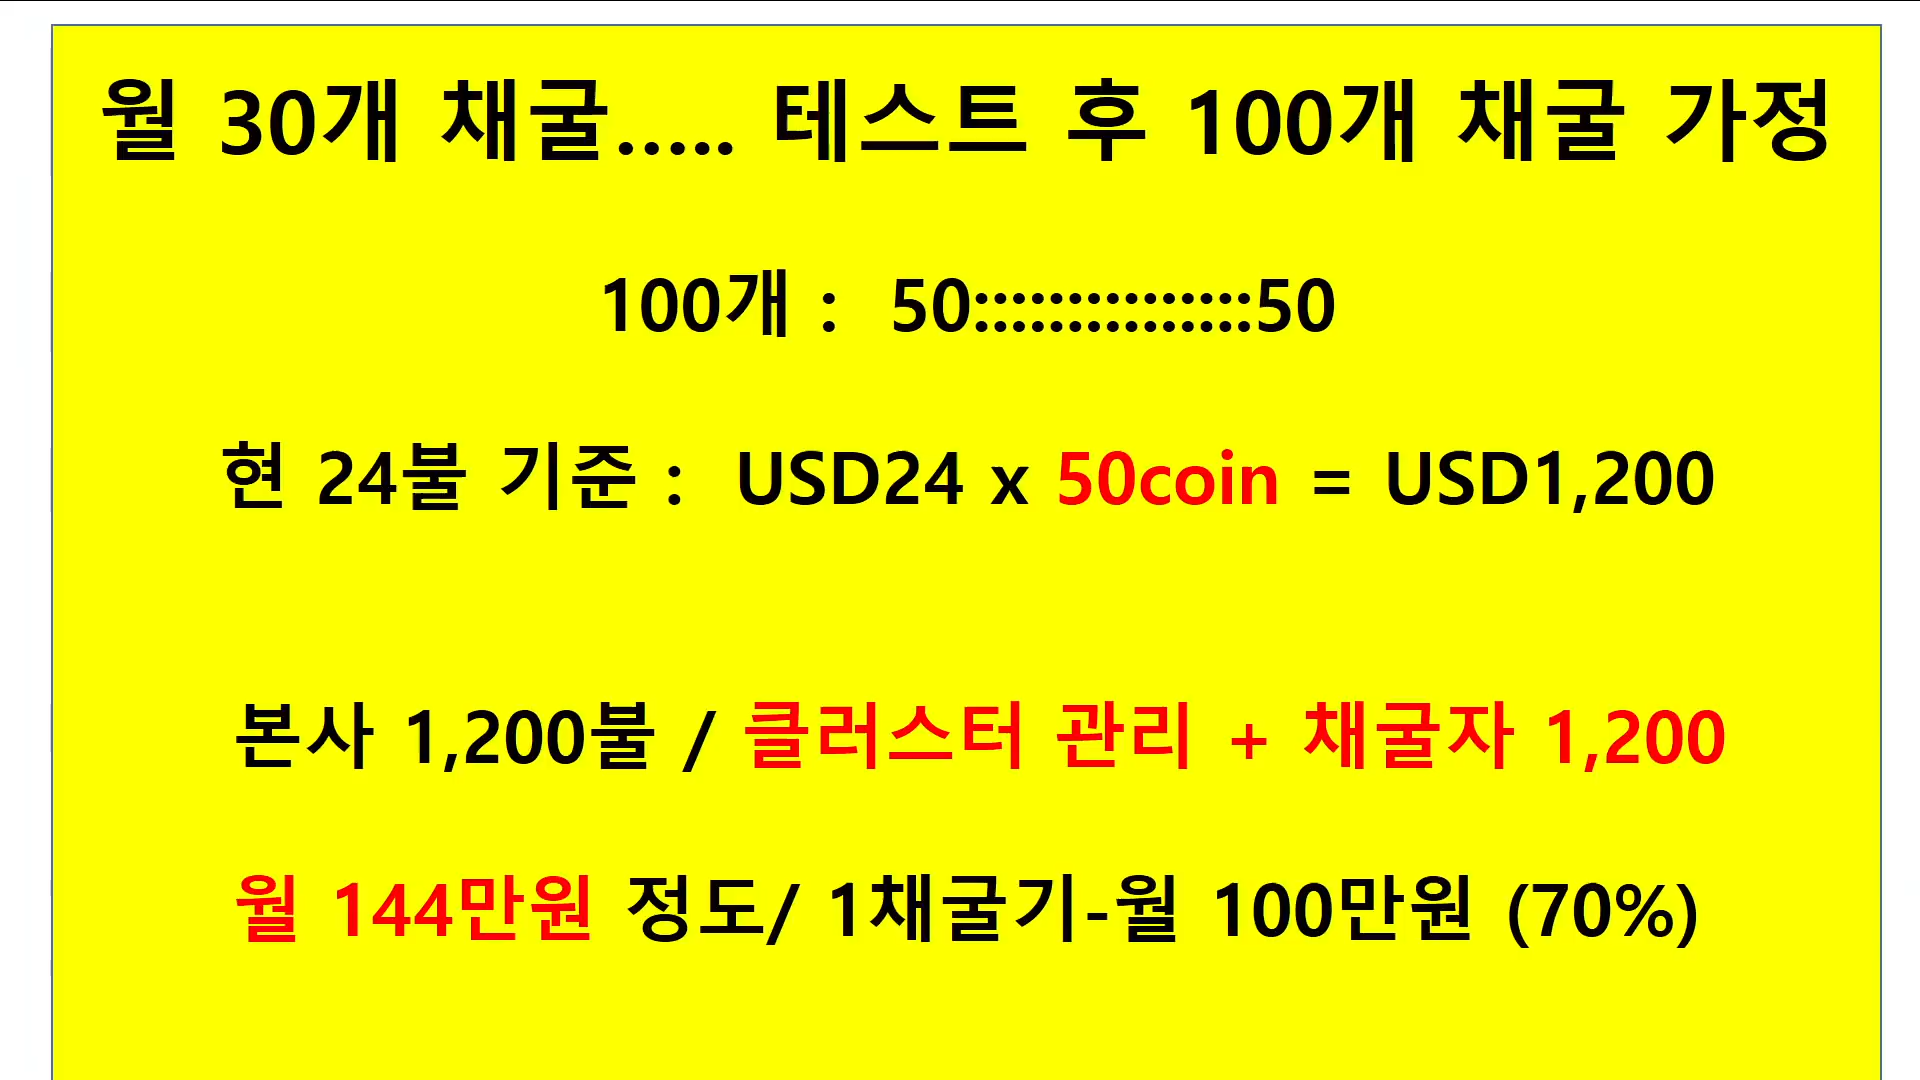 월 30개 채굴..... 테스트 후 100개 채굴 가정
100개 : 50:::::::::::::::50
현 24불 기준 : USD24 x 50coin = USD1,200
본사 1,200불 / 클러스터 관리 + 채굴자 1,200
월 144만원 정도/ 1채굴기-월 100만원 (70%)